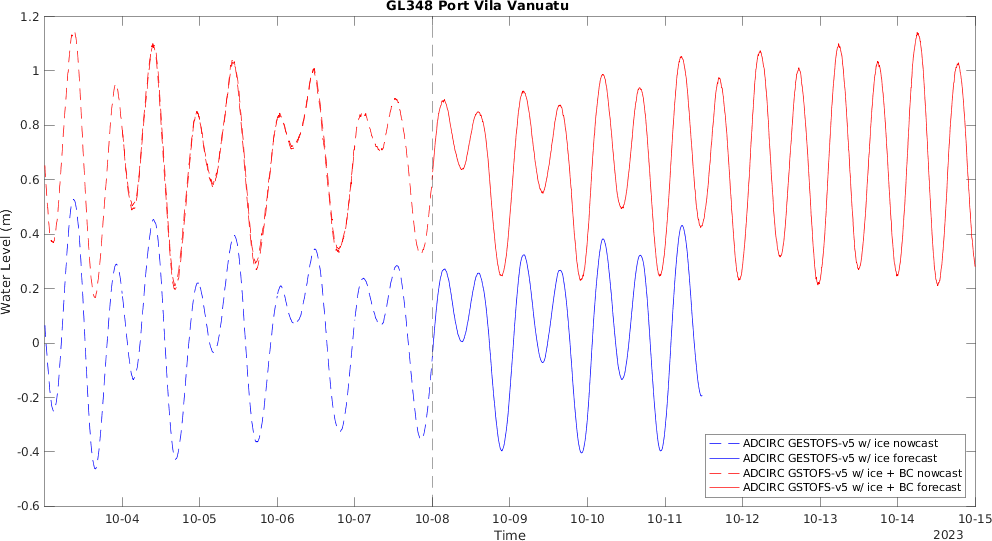 GL348 Port Vila Vanuatu
Water Level (m)
1.2
1
0.8
0.6
0.4
0.2
0
-0.2
-0.4
-0.6
ADCIRC GESTOFS-v5 w/ ice nowcast
ADCIRC GESTOFS-v5 w/ ice forecast
ADCIRC GSTOFS-v5 w/ ice + BC nowcast
ADCIRC GSTOFS-v5 w/ ice + BC forecast
10-04 10-05 10-06 10-07 10-08 10-09 10-10 10-11 10-12 10-13 10-14 10-15
Time
2023